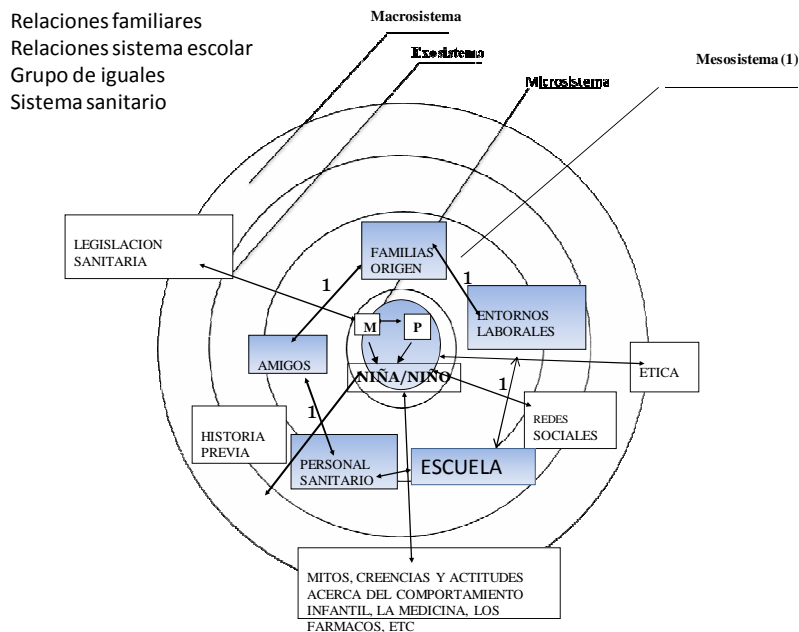 Relaciones familiares
Relaciones sistema escolar
Grupo de iguales
Sistema sanitario
Macrosistema
Exosistema
Microsistema
Mesosistema (1)
LEGISLACION
SANITARIA
FAMILIAS
ORIGEN
1
1
ENTORNOS
LABORALES
M
P
AMIGOS
NIÑA/NIÑO
ETICA
1
1
REDES
SOCIALES
HISTORIA
PREVIA
PERSONAL
SANITARIO
ESCUELA
MITOS, CREENCIAS Y ACTITUDES
ACERCA DEL COMPORTAMIENTO
INFANTIL, LA MEDICINA, LOS
FARMACOS, ETC